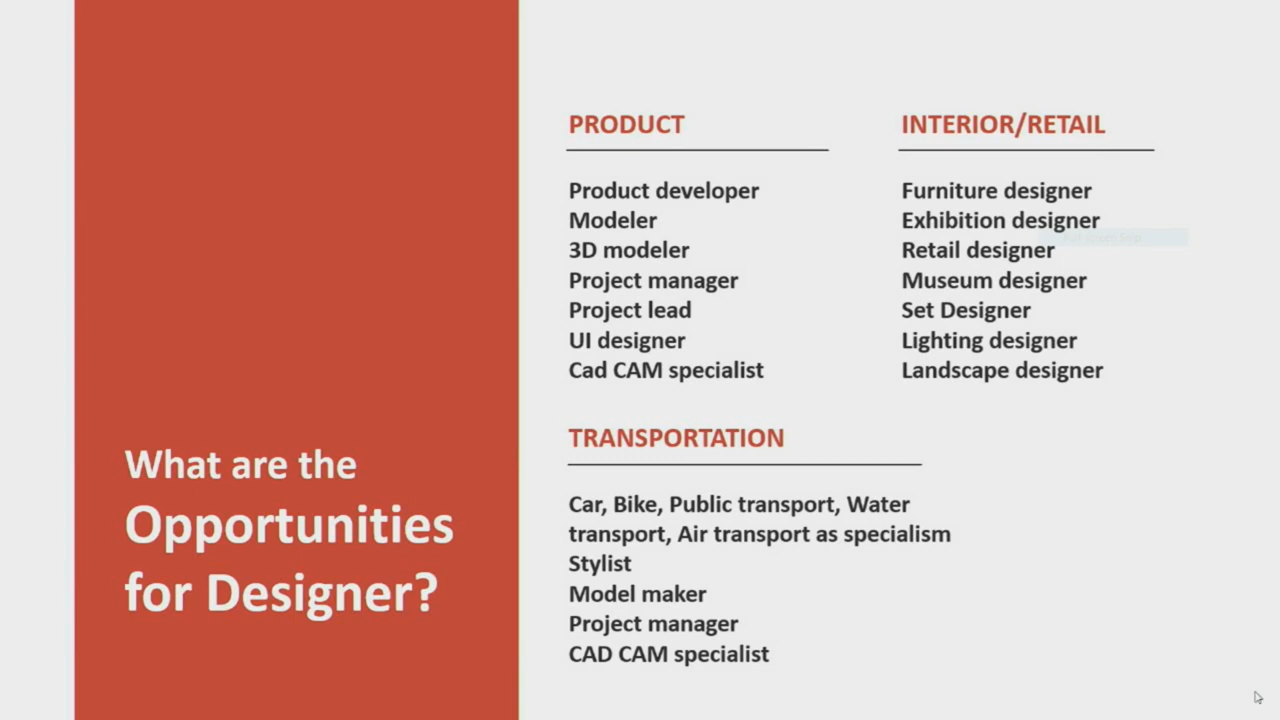 What are the
Opportunities
for Designer?
PRODUCT
Product developer
Modeler
3D modeler
Project manager
Project lead
UI designer
Cad CAM specialist
INTERIOR/RETAIL
Furniture designer
Exhibition designer
Retail designer
Museum designer
Set Designer
Lighting designer
Landscape designer
TRANSPORTATION
Car, Bike, Public transport, Water
transport, Air transport as specialism
Stylist
Model maker
Project manager
CAD CAM specialist